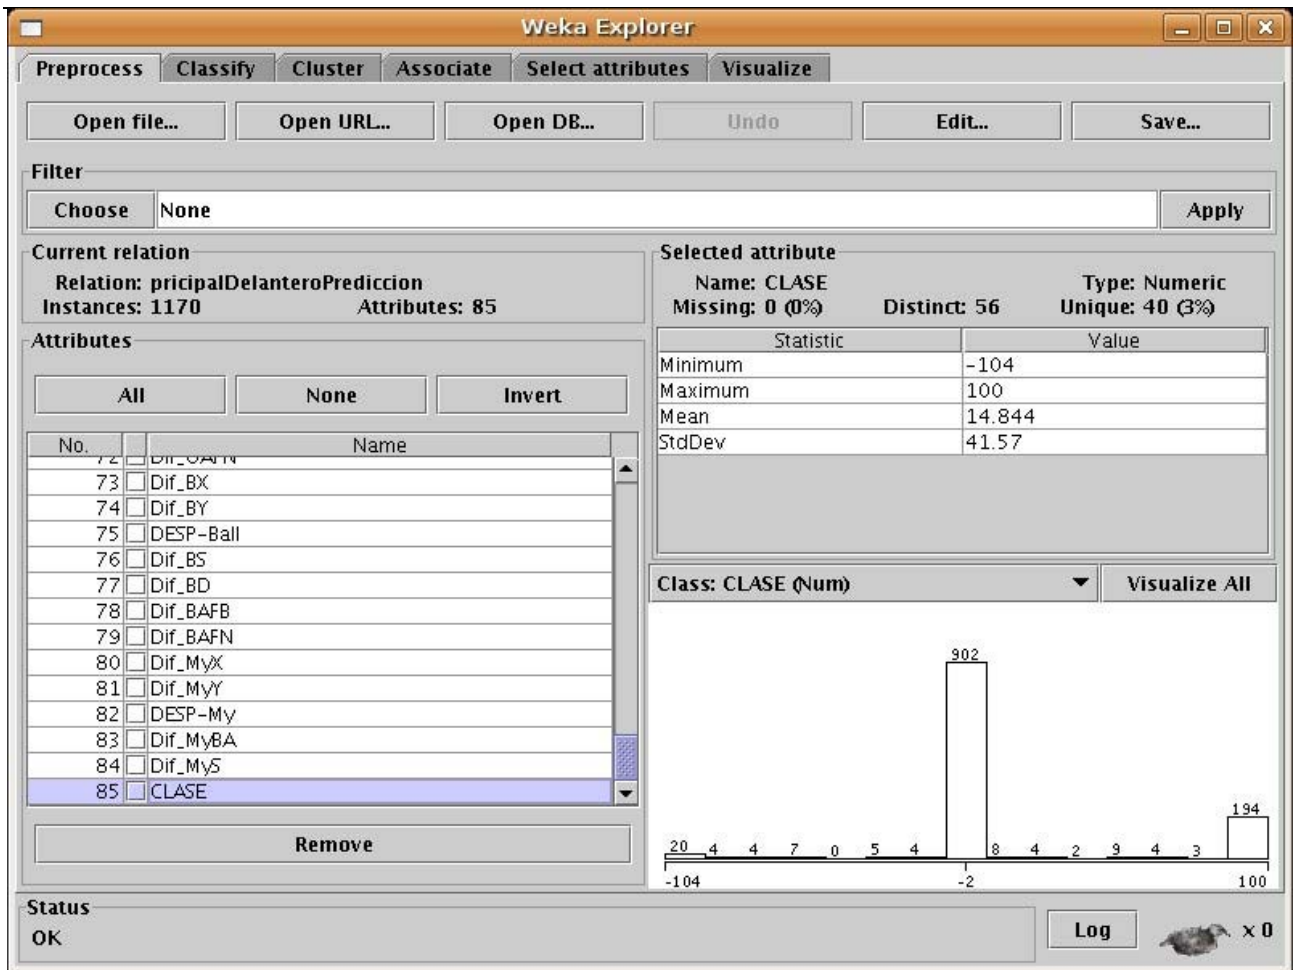 Weka Explorer
Preprocess Classify Cluster Associate Select attributes Visualize
Open file... Open URL... Open DB... Undo Edit... Save...
Filter
Choose None Apply
Current relation
Relation: pricipalDelanteroPrediccion
Instances: 1170 Attributes: 85
Attributes
All None Invert
No. Name
73 Dif_BX
74 Dif_BY
75 DESP-Ball
76 Dif_BS
77 Dif_BD
78 Dif_BAFB
79 Dif_BAFN
80 Dif_MyX
81 Dif_MyY
82 DESP-My
83 Dif_MyBA
84 Dif_MyS
85 CLASE
Remove
Selected attribute
Name: CLASE Type: Numeric
Missing: 0 (0%) Distinct: 56 Unique: 40 (3%)
Statistic Value
Minimum -104
Maximum 100
Mean 14.844
StdDev 41.57
Class: CLASE (Num) Visualize All
902
194
20 4 4 7 0 5 4 8 4 2 9 4 3
-104 -2 100
Status
OK
Log x 0